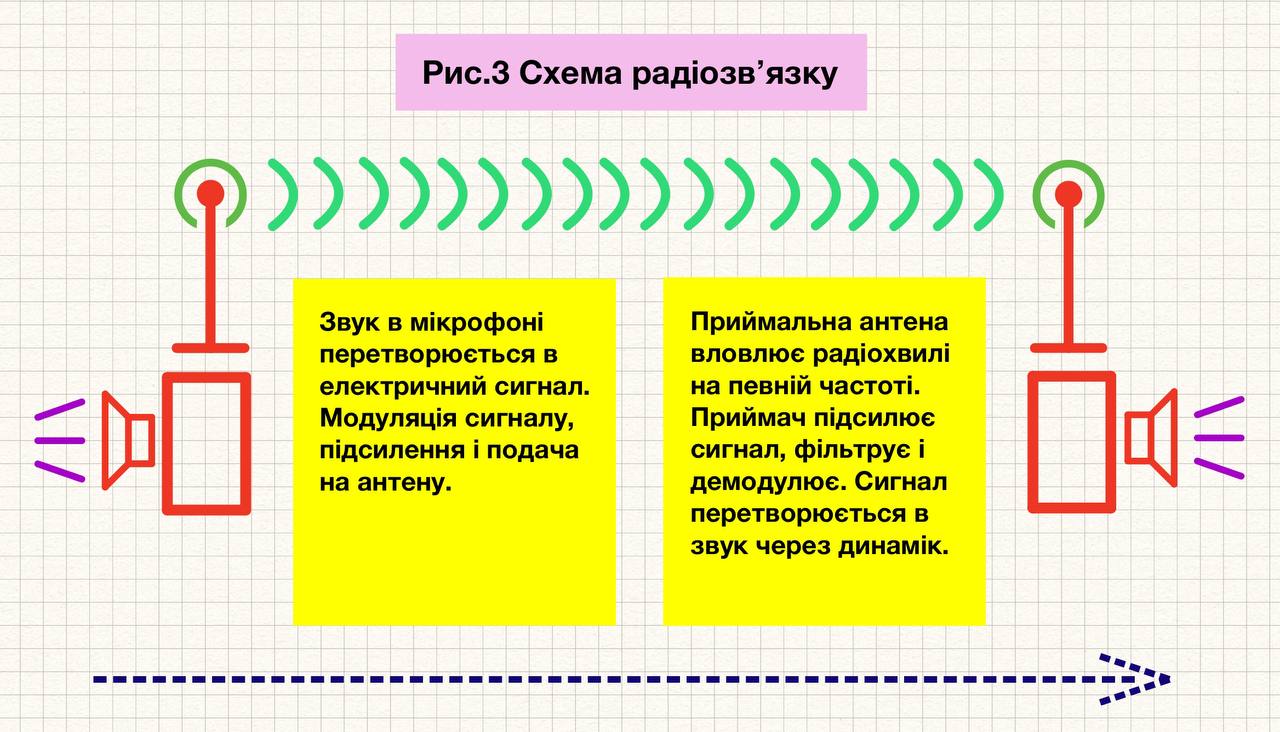 Рис.3 Схема радіозв’язку
Звук в мікрофоні
перетворюється в
електричний сигнал.
Модуляція сигналу,
підсилення і подача
на антену.
Приймальна антена
вловлює радіохвилі
на певній частоті.
Приймач підсилює
сигнал, фільтрує і
демодулює. Сигнал
перетворюється в
звук через динамік.